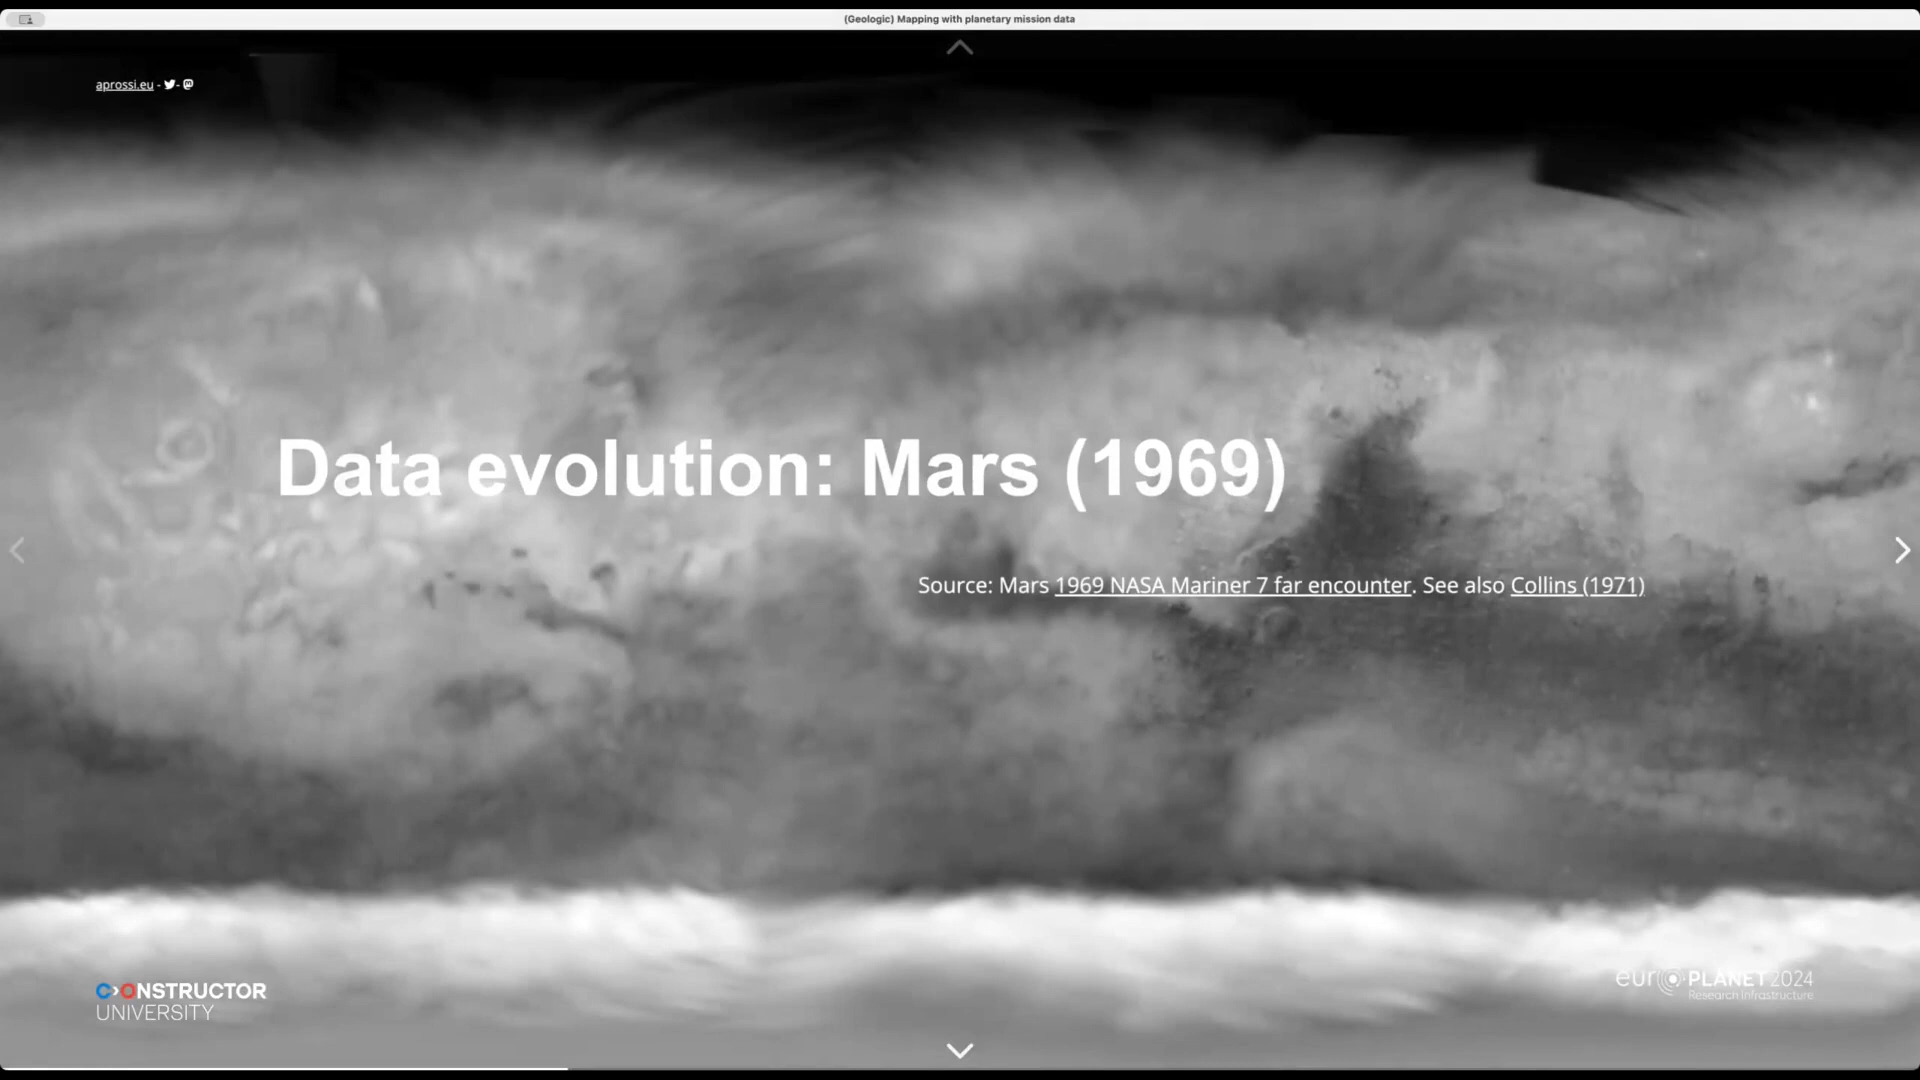 (Geologic) Mapping with planetary mission data
aprossi.eu - -
Data evolution: Mars (1969)
Source: Mars 1969 NASA Mariner 7 far encounter. See also Collins (1971)
CONSTRUCTOR
UNIVERSITY
europlanet2024
Research Infrastructure